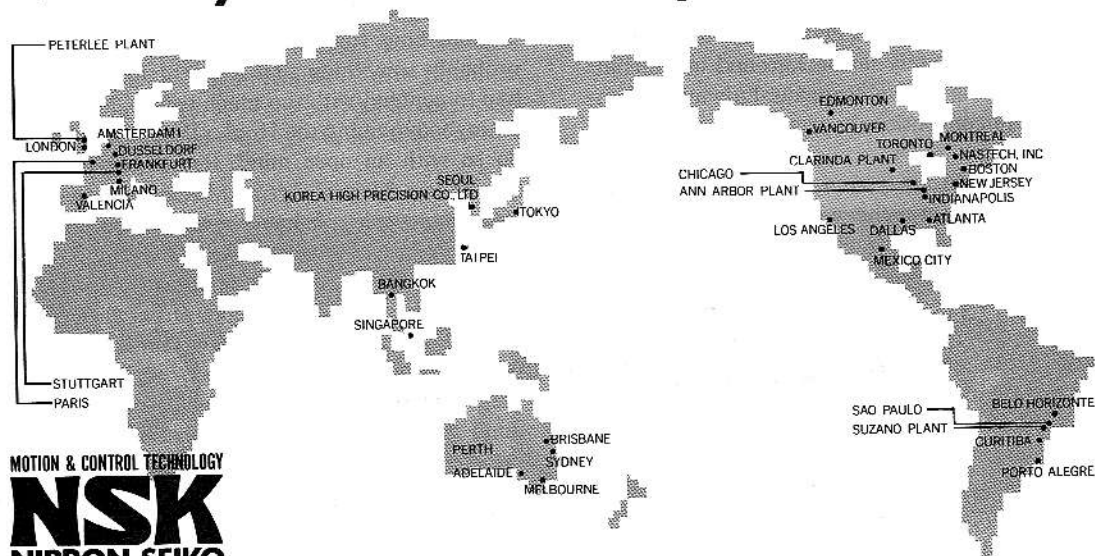 PETERLEE PLANT
AMSTERDAM
LONDON
DUSSELDORF
FRANKFURT
MILANO
VALENCIA
STUTTGART
PARIS
SEOUL
KOREA HIGH PRECISION CO., LTD
TOKYO
TAIPEI
BANGKOK
SINGAPORE
PERTH
BRISBANE
SYDNEY
ADELAIDE
MELBOURNE
EDMONTON
VANCOUVER
TORONTO
MONTREAL
CLARINDA PLANT
NASTECH, INC
BOSTON
CHICAGO
NEW JERSEY
ANN ARBOR PLANT
INDIANAPOLIS
LOS ANGELES
DALLAS
ATLANTA
MEXICO CITY
BELO HORIZONTE
SAO PAULO
SUZANO PLANT
CURITIBA
PORTO ALEGRE
MOTION & CONTROL TECHNOLOGY
NSK
NIPPON SEIKO